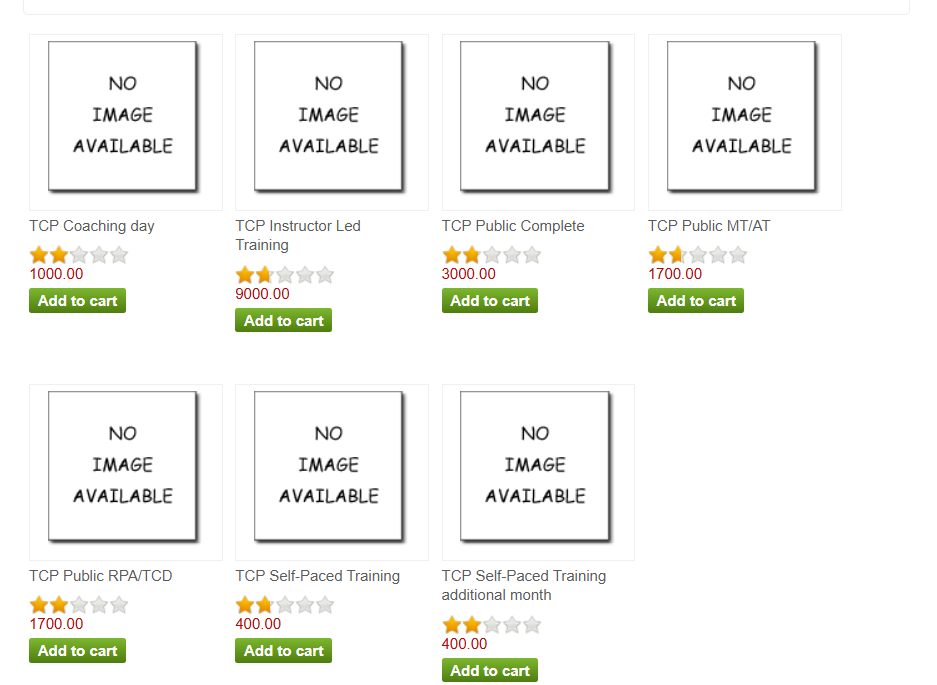 NO
IMAGE
AVAILABLE
NO
IMAGE
AVAILABLE
NO
IMAGE
AVAILABLE
NO
IMAGE
AVAILABLE
TCP Coaching day
1000.00
Add to cart
TCP Instructor Led
Training
9000.00
Add to cart
TCP Public Complete
3000.00
Add to cart
TCP Public MT/AT
1700.00
Add to cart
NO
IMAGE
AVAILABLE
NO
IMAGE
AVAILABLE
NO
IMAGE
AVAILABLE
TCP Public RPA/TCD
1700.00
Add to cart
TCP Self-Paced Training
400.00
Add to cart
TCP Self-Paced Training
additional month
400.00
Add to cart